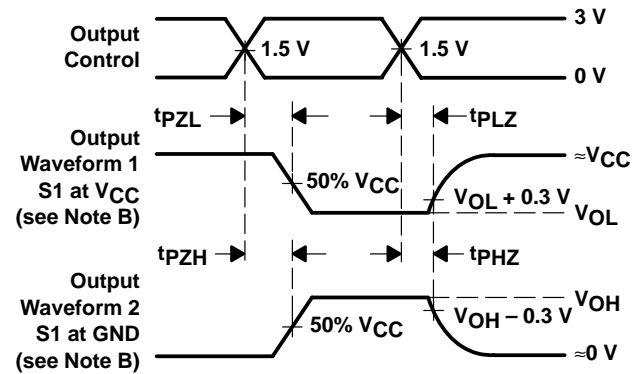 Output
Control
3 V
1.5 V
1.5 V
0 V
tPZL
tPLZ
Output
Waveform 1
S1 at VCC
(see Note B)
≈VCC
50% VCC
VOL + 0.3 V
VOL
tPZH
tPHZ
Output
Waveform 2
S1 at GND
(see Note B)
VOH
VOH – 0.3 V
50% VCC
≈0 V